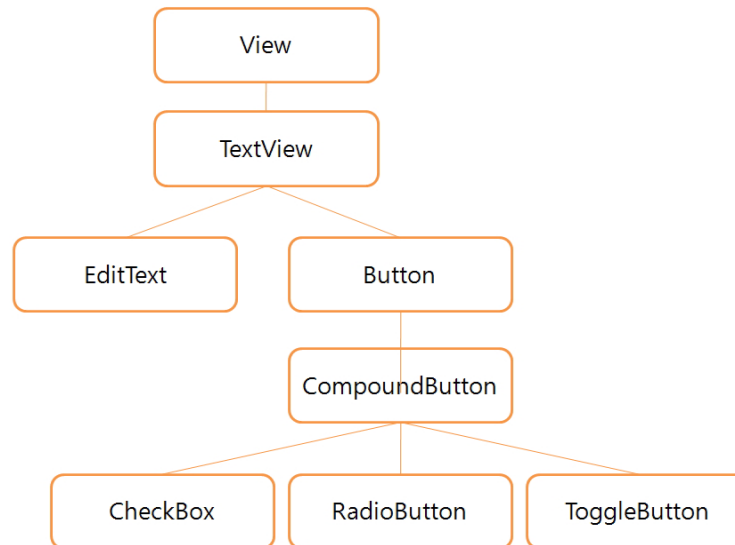 View
TextView
EditText
Button
CompoundButton
CheckBox
RadioButton
ToggleButton